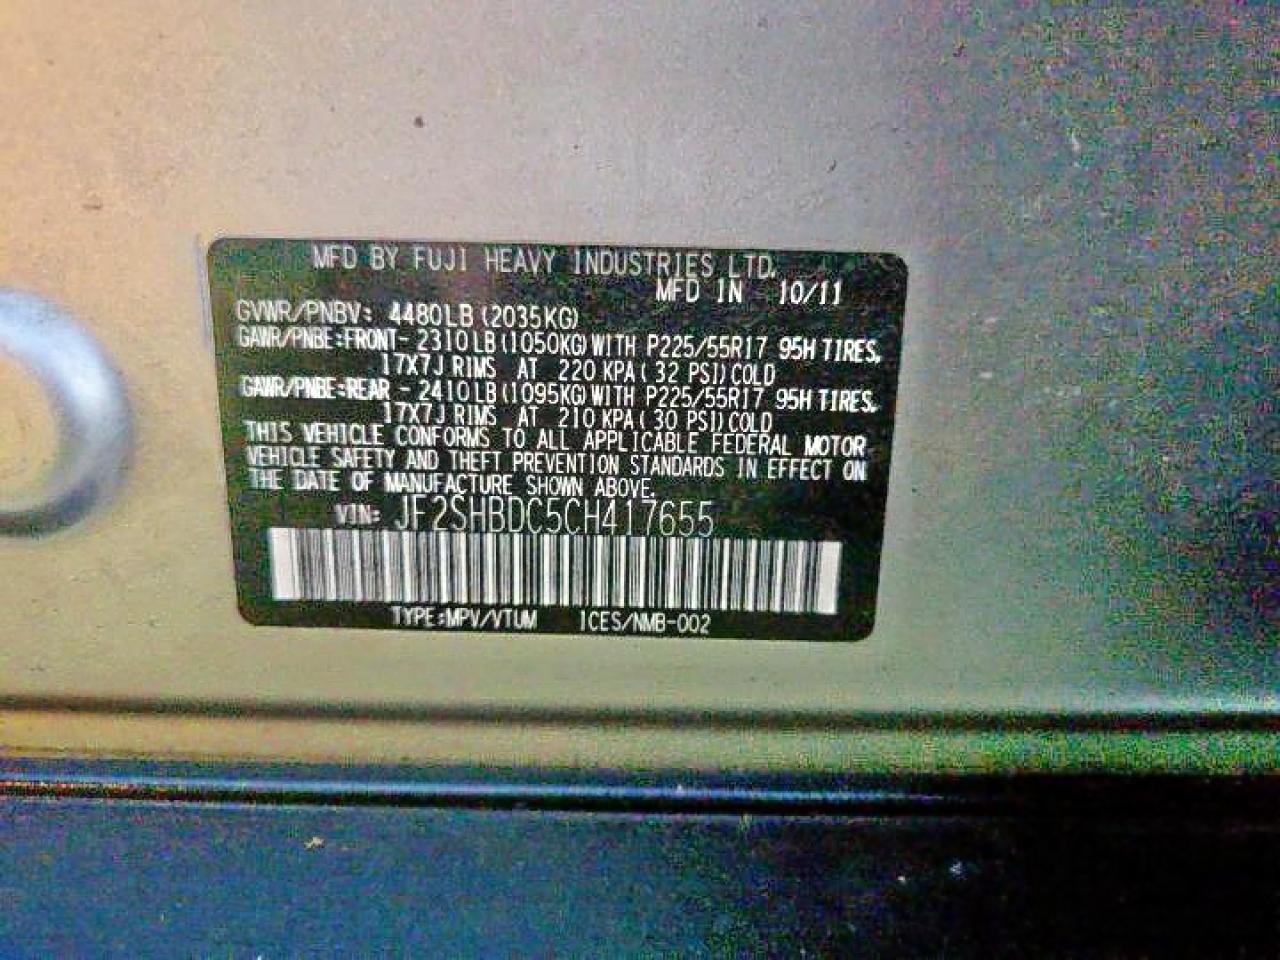 MFD BY FUJI HEAVY INDUSTRIES LTD.
MFD IN 10/11
GVWR/PNBV: 4480LB (2035KG)
GAWR/PNBE:FRONT- 2310LB (1050KG) WITH P225/55R17 95H TIRES,
17X7J RIMS AT 220 KPA ( 32 PSI) COLD
GAWR/PNBE:REAR - 2410LB (1095KG) WITH P225/55R17 95H TIRES,
17X7J RIMS AT 210 KPA ( 30 PSI) COLD
THIS VEHICLE CONFORMS TO ALL APPLICABLE FEDERAL MOTOR
VEHICLE SAFETY AND THEFT PREVENTION STANDARDS IN EFFECT ON
THE DATE OF MANUFACTURE SHOWN ABOVE.
VIN: JF2SHBDC5CH417655
TYPE:MPV/VTUM ICES/NMB-002